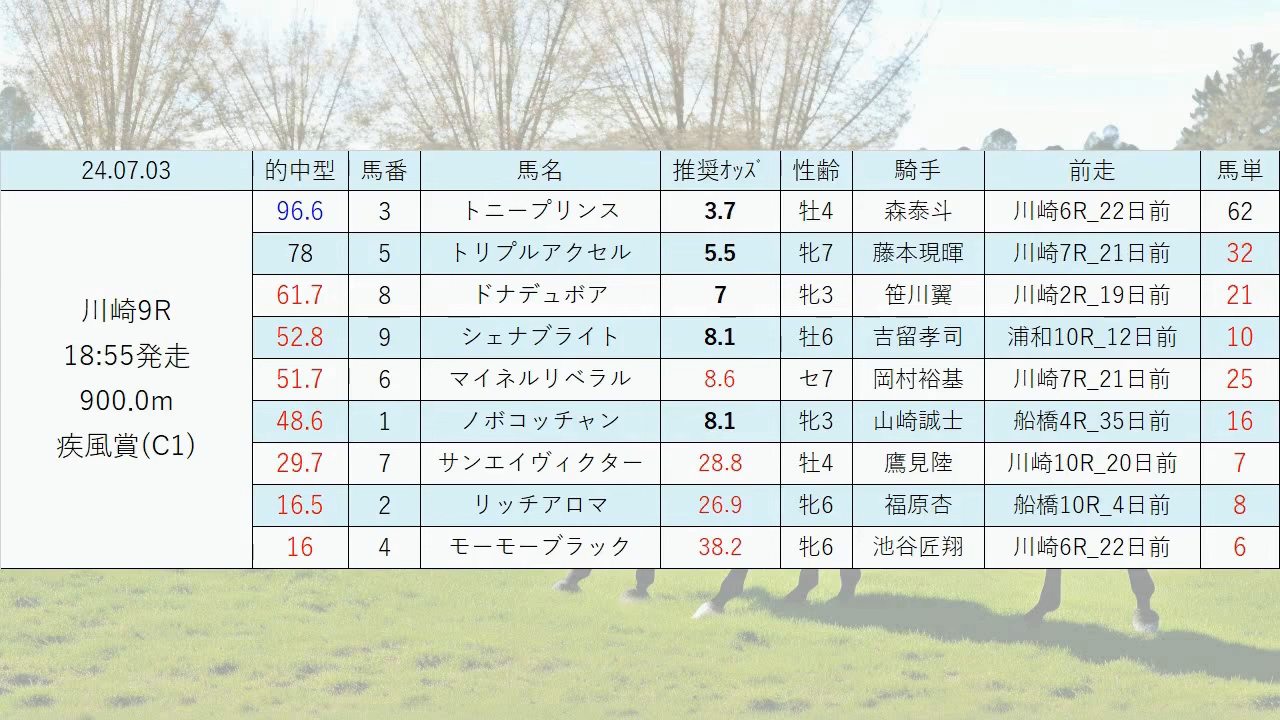 24.07.03 的中型 馬番 馬名 推奨ｵｯｽﾞ 性齢 騎手 前走 馬単
96.6 3 トニープリンス 3.7 牡4 森泰斗 川崎6R_22日前 62
78 5 トリプルアクセル 5.5 牝7 藤本現暉 川崎7R_21日前 32
61.7 8 ドナデュボア 7 牝3 笹川翼 川崎2R_19日前 21
52.8 9 シェナブライト 8.1 牡6 吉留孝司 浦和10R_12日前 10
51.7 6 マイネルリベラル 8.6 セ7 岡村裕基 川崎7R_21日前 25
48.6 1 ノボコッチャン 8.1 牝3 山崎誠士 船橋4R_35日前 16
29.7 7 サンエイヴィクター 28.8 牡4 鷹見陸 川崎10R_20日前 7
16.5 2 リッチアロマ 26.9 牝6 福原杏 船橋10R_4日前 8
16 4 モーモーブラック 38.2 牝6 池谷匠翔 川崎6R_22日前 6
川崎9R
18:55発走
900.0m
疾風賞(C1)